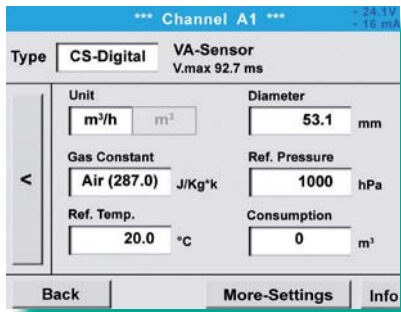 *** Channel A1 ***
- 24.1V
- 16 mA
Type CS-Digital VA-Sensor
V.max 92.7 ms
Unit Diameter
m³/h m³ 53.1 mm
Gas Constant Ref. Pressure
< Air (287.0) J/Kg*k 1000 hPa
Ref. Temp. Consumption
20.0 °C 0 m³
Back More-Settings Info